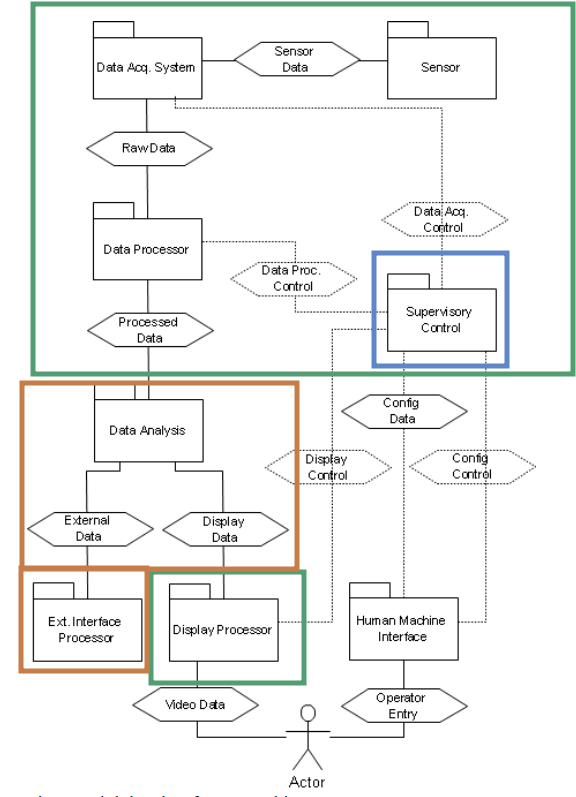 Sensor
Data
Data Acq. System
Sensor
Raw Data
Data Acq.
Control
Data Processor
Data Proc.
Control
Supervisory
Control
Processed
Data
Config
Data
Data Analysis
Display
Control
Config
Control
External
Data
Display
Data
Ext. Interface
Processor
Display Processor
Human Machine
Interface
Video Data
Operator
Entry
Actor